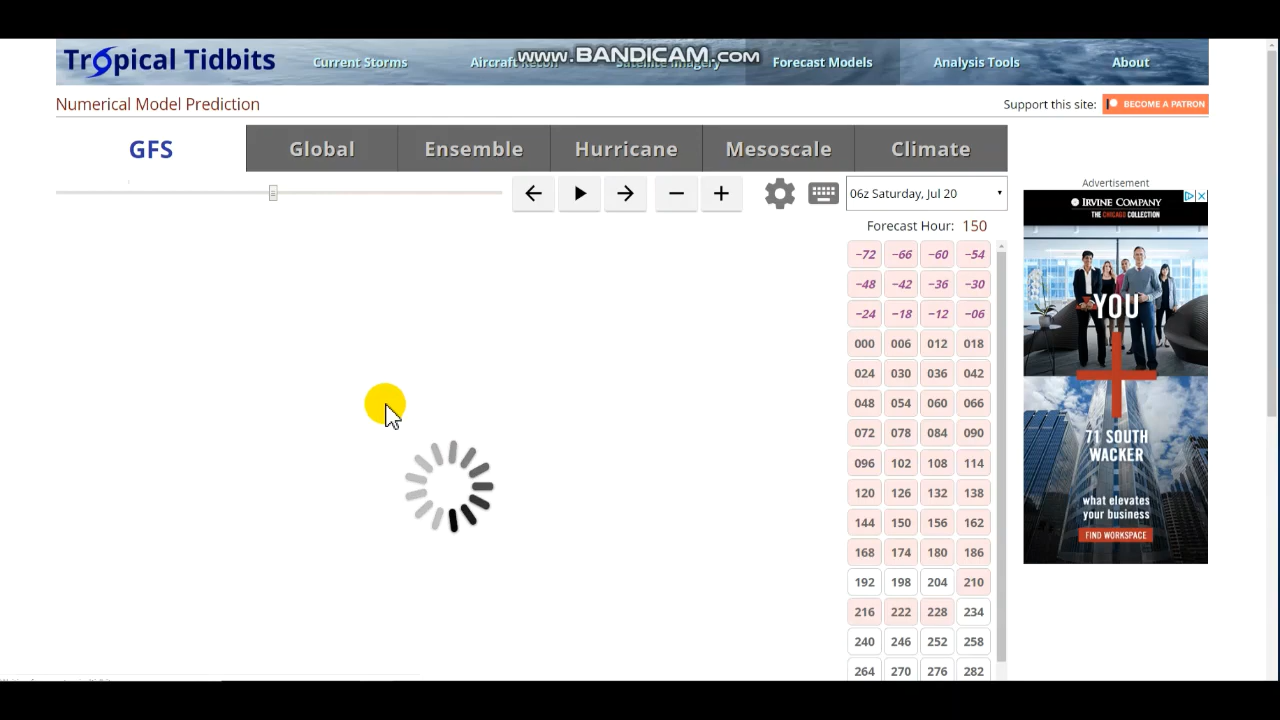 www.BANDICAM.com
Tropical Tidbits
Current Storms
Aircraft Recon
Satellite Imagery
Forecast Models
Analysis Tools
About
Numerical Model Prediction
Support this site:
BECOME A PATRON
GFS
Global
Ensemble
Hurricane
Mesoscale
Climate
06z Saturday, Jul 20
Forecast Hour: 150
−72 −66 −60 −54
−48 −42 −36 −30
−24 −18 −12 −06
000 006 012 018
024 030 036 042
048 054 060 066
072 078 084 090
096 102 108 114
120 126 132 138
144 150 156 162
168 174 180 186
192 198 204 210
216 222 228 234
240 246 252 258
264 270 276 282
Advertisement
IRVINE COMPANY
THE CHICAGO COLLECTION
YOU
71 SOUTH
WACKER
what elevates
your business
FIND WORKSPACE